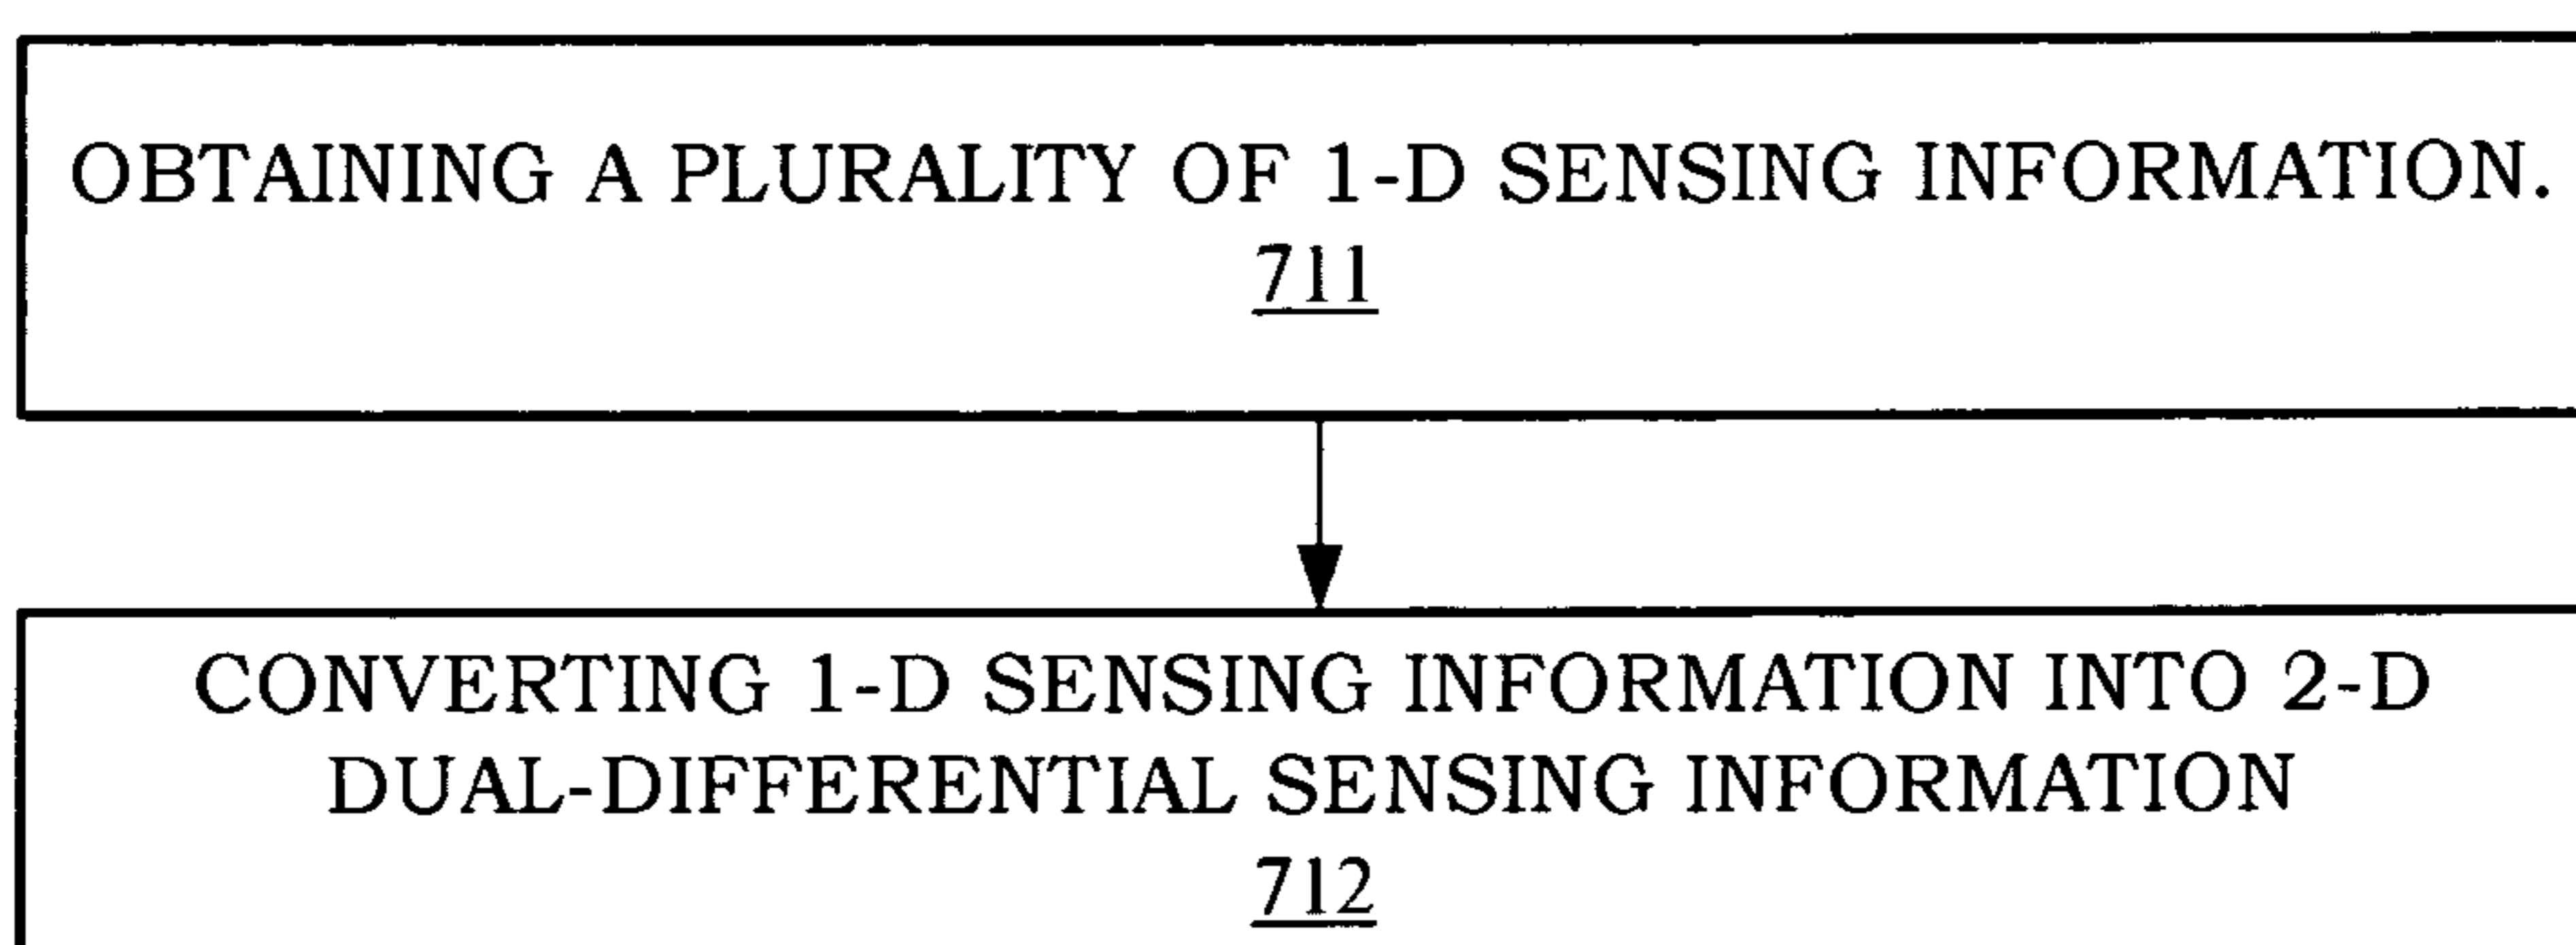 OBTAINING A PLURALITY OF 1-D SENSING INFORMATION.
711
CONVERTING 1-D SENSING INFORMATION INTO 2-D
DUAL-DIFFERENTIAL SENSING INFORMATION
712